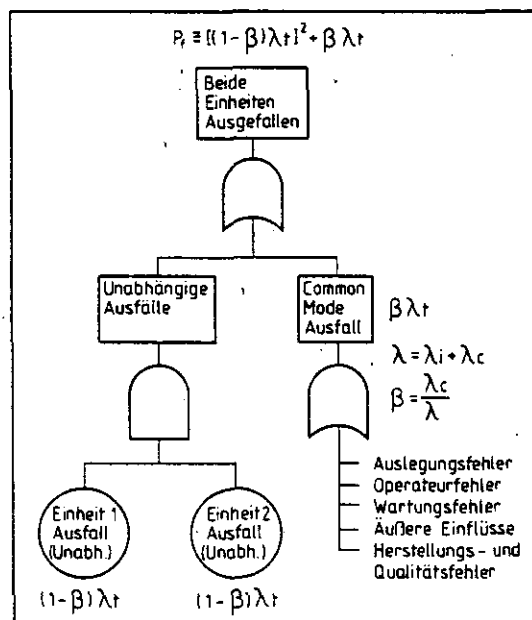 P_f ≅ [(1-β)λt]² + βλt
Beide
Einheiten
Ausgefallen
Unabhängige
Ausfälle
Common
Mode
Ausfall
βλt
λ = λi + λc
β = λc/λ
Auslegungsfehler
Operateurfehler
Wartungsfehler
Äußere Einflüsse
Herstellungs- und
Qualitätsfehler
Einheit 1
Ausfall
(Unabh.)
Einheit 2
Ausfall
(Unabh.)
(1-β)λt
(1-β)λt